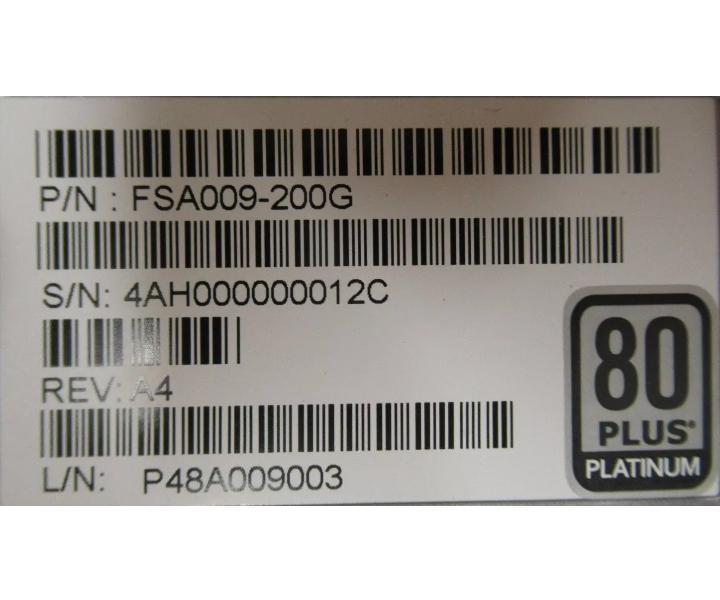 P/N : FSA009-200G
S/N: 4AH000000012C
REV: A4
L/N: P48A009003
80
PLUS®
PLATINUM